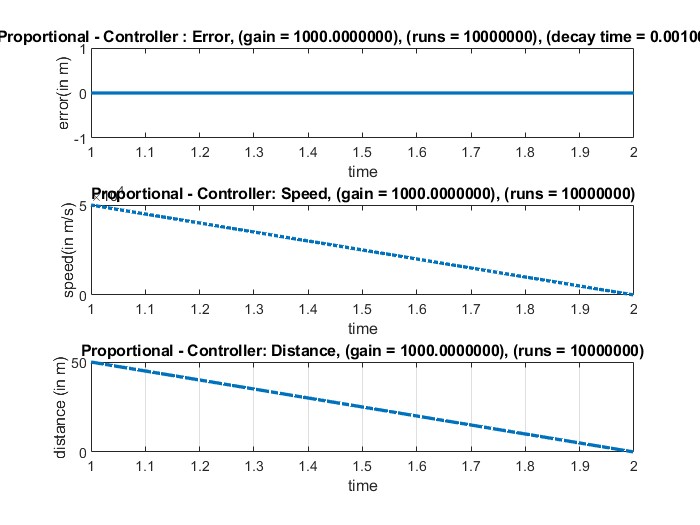 Proportional - Controller : Error, (gain = 1000.0000000), (runs = 10000000), (decay time = 0.00100
1
0
-1
error(in m)
1 1.1 1.2 1.3 1.4 1.5 1.6 1.7 1.8 1.9 2
time
Proportional - Controller: Speed, (gain = 1000.0000000), (runs = 10000000)
5
0
speed(in m/s)
1 1.1 1.2 1.3 1.4 1.5 1.6 1.7 1.8 1.9 2
time
Proportional - Controller: Distance, (gain = 1000.0000000), (runs = 10000000)
50
0
distance (in m)
1 1.1 1.2 1.3 1.4 1.5 1.6 1.7 1.8 1.9 2
time